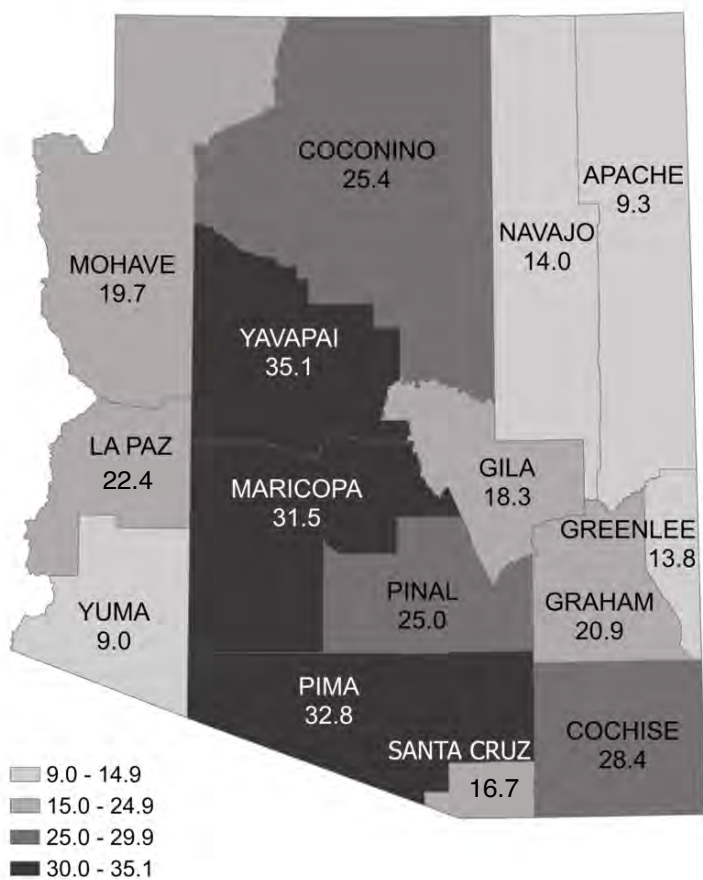 COCONINO
25.4
APACHE
9.3
NAVAJO
14.0
MOHAVE
19.7
YAVAPAI
35.1
LA PAZ
22.4
GILA
18.3
MARICOPA
31.5
GREENLEE
13.8
PINAL
25.0
GRAHAM
20.9
YUMA
9.0
PIMA
32.8
SANTA CRUZ
16.7
COCHISE
28.4
9.0 - 14.9
15.0 - 24.9
25.0 - 29.9
30.0 - 35.1